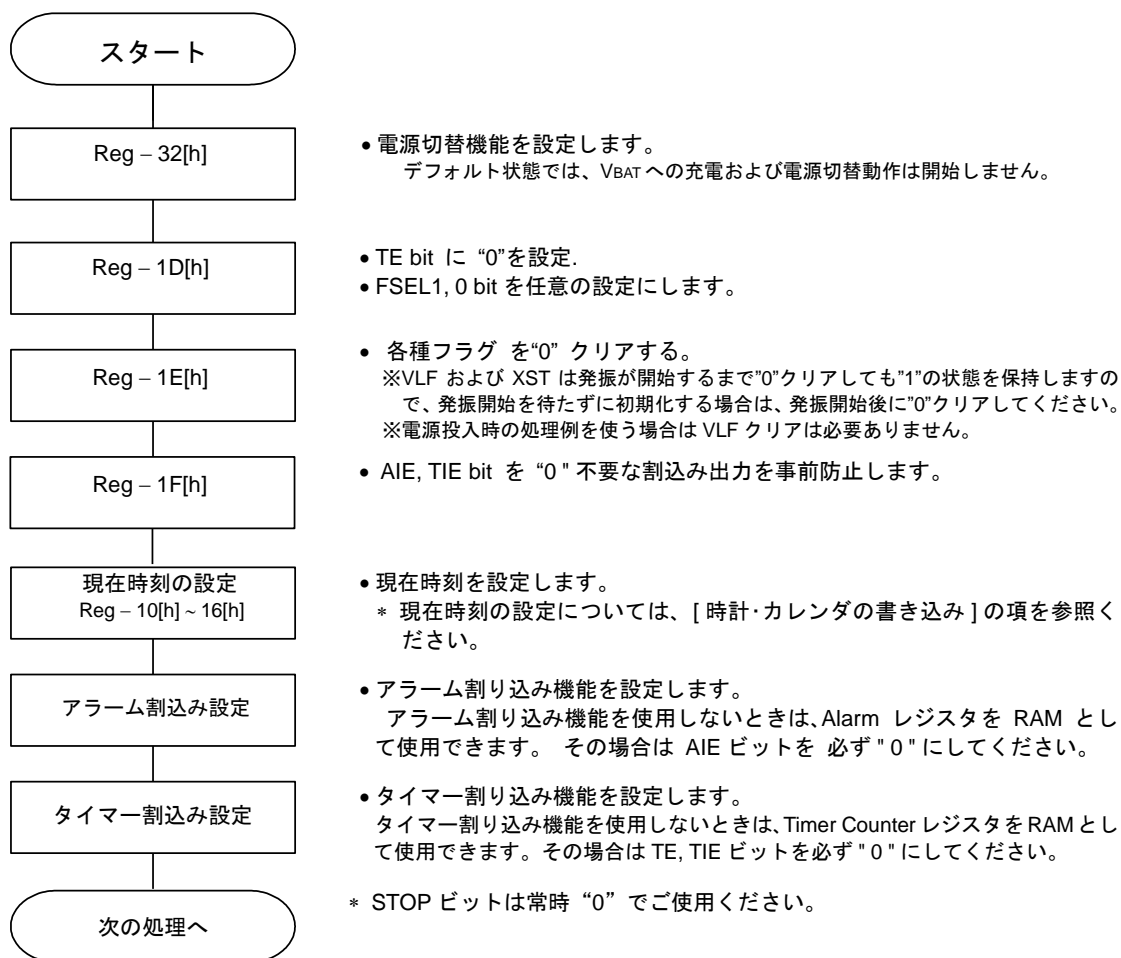 スタート
Reg – 32[h]
• 電源切替機能を設定します。
デフォルト状態では、VBAT への充電および電源切替動作は開始しません。
Reg – 1D[h]
• TE bit に “0”を設定.
• FSEL1, 0 bit を任意の設定にします。
Reg – 1E[h]
• 各種フラグ を“0” クリアする。
※VLF および XST は発振が開始するまで”0”クリアしても”1”の状態を保持しますの
で、発振開始を待たずに初期化する場合は、発振開始後に”0”クリアしてください。
※電源投入時の処理例を使う場合は VLF クリアは必要ありません。
Reg – 1F[h]
• AIE, TIE bit を “0 " 不要な割込み出力を事前防止します。
現在時刻の設定
Reg – 10[h] ~ 16[h]
• 現在時刻を設定します。
* 現在時刻の設定については、[ 時計･カレンダの書き込み ] の項を参照く
ださい。
アラーム割込み設定
• アラーム割り込み機能を設定します。
アラーム割り込み機能を使用しないときは、Alarm レジスタを RAM とし
て使用できます。 その場合は AIE ビットを 必ず " 0 " にしてください。
タイマー割込み設定
• タイマー割り込み機能を設定します。
タイマー割り込み機能を使用しないときは、Timer Counter レジスタを RAM とし
て使用できます。その場合は TE, TIE ビットを必ず " 0 " にしてください。
次の処理へ
* STOP ビットは常時 “0” でご使用ください。